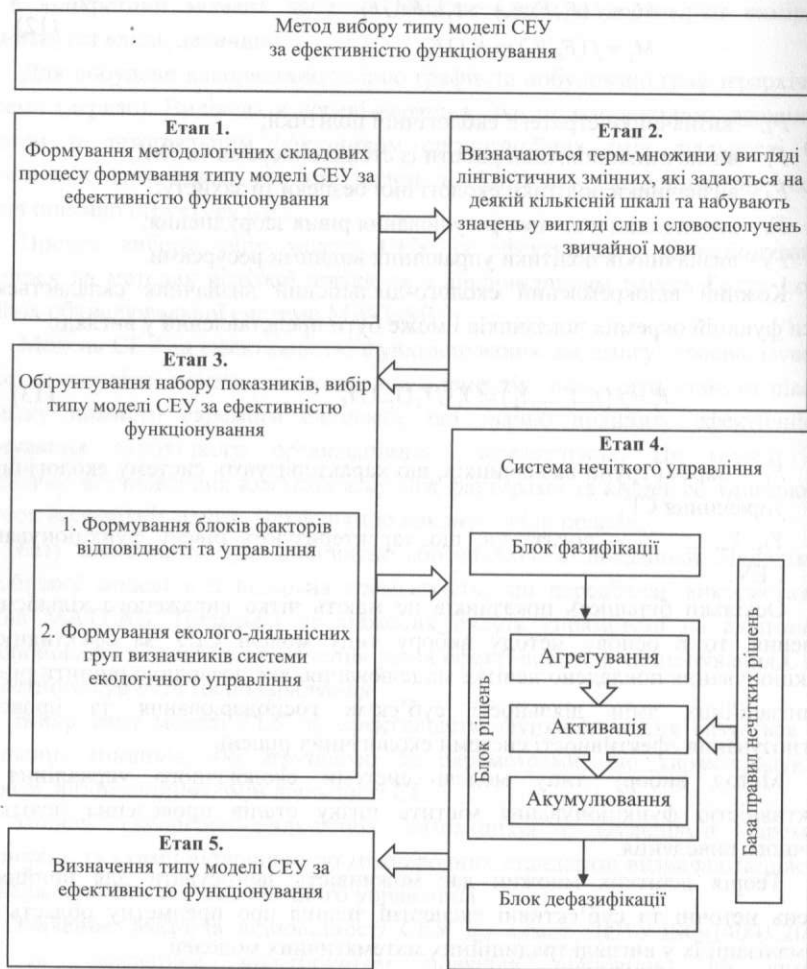 Метод вибору типу моделі СЕУ
за ефективністю функціонування
Етап 1.
Формування методологічних складових
процесу формування типу моделі СЕУ за
ефективністю функціонування
Етап 2.
Визначаються терм-множини у вигляді
лінгвістичних змінних, які задаються на
деякій кількісній шкалі та набувають
значень у вигляді слів і словосполучень
звичайної мови
Етап 3.
Обґрунтування набору показників, вибір
типу моделі СЕУ за ефективністю
функціонування
Етап 4.
Система нечіткого управління
1. Формування блоків факторів
відповідності та управління
2. Формування еколого-діяльнісних
груп визначників системи
екологічного управління
Блок фазифікації
Блок рішень
Агрегування
Активація
Акумулювання
База правил нечітких рішень
Блок дефазифікації
Етап 5.
Визначення типу моделі СЕУ за
ефективністю функціонування